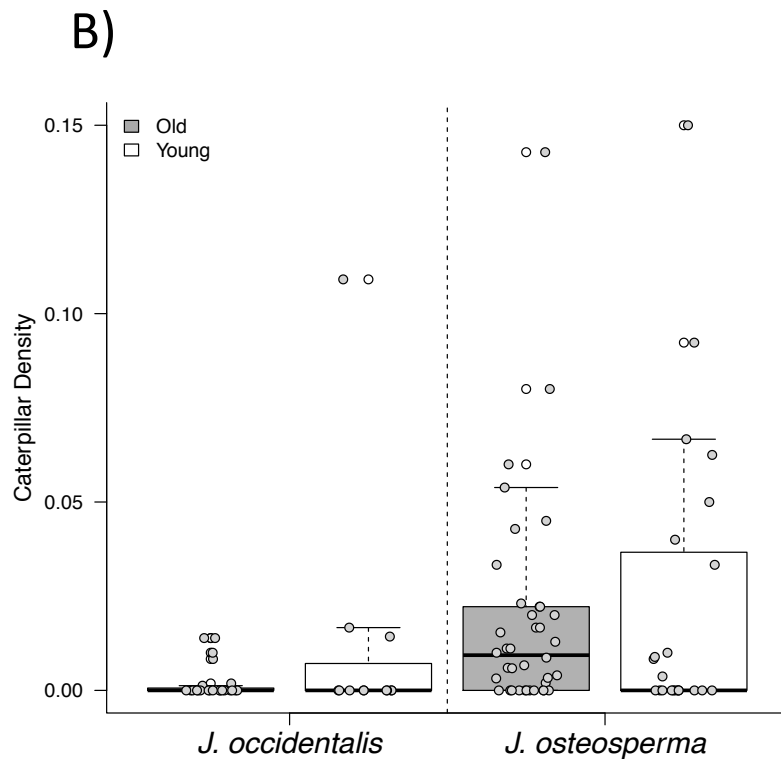 B)
Old
Young
0.15
0.10
0.05
0.00
Caterpillar Density
J. occidentalis
J. osteosperma